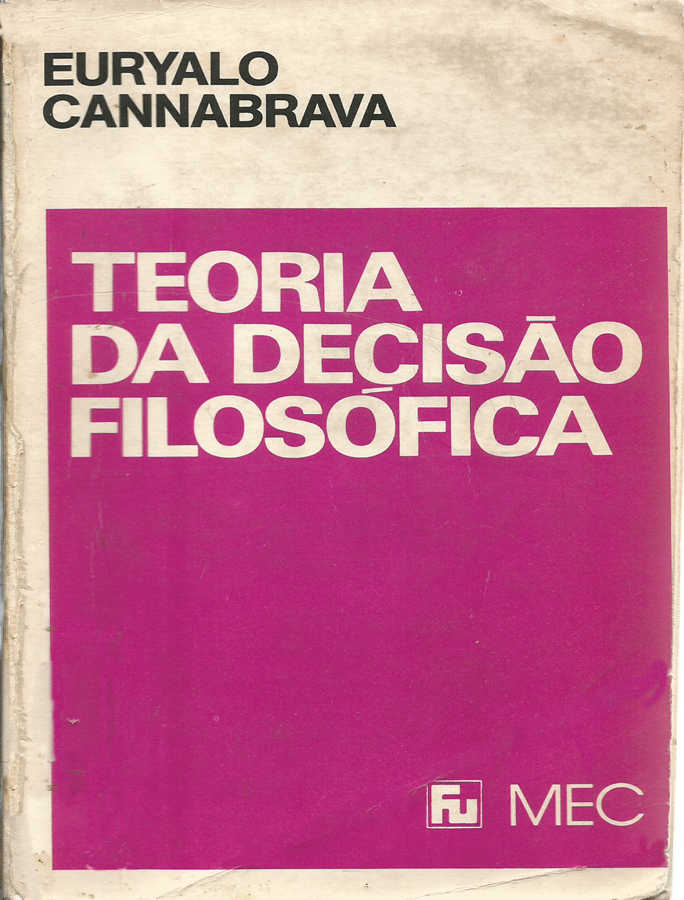 EURYALO
CANNABRAVA
TEORIA
DA DECISÃO
FILOSÓFICA
Fu MEC